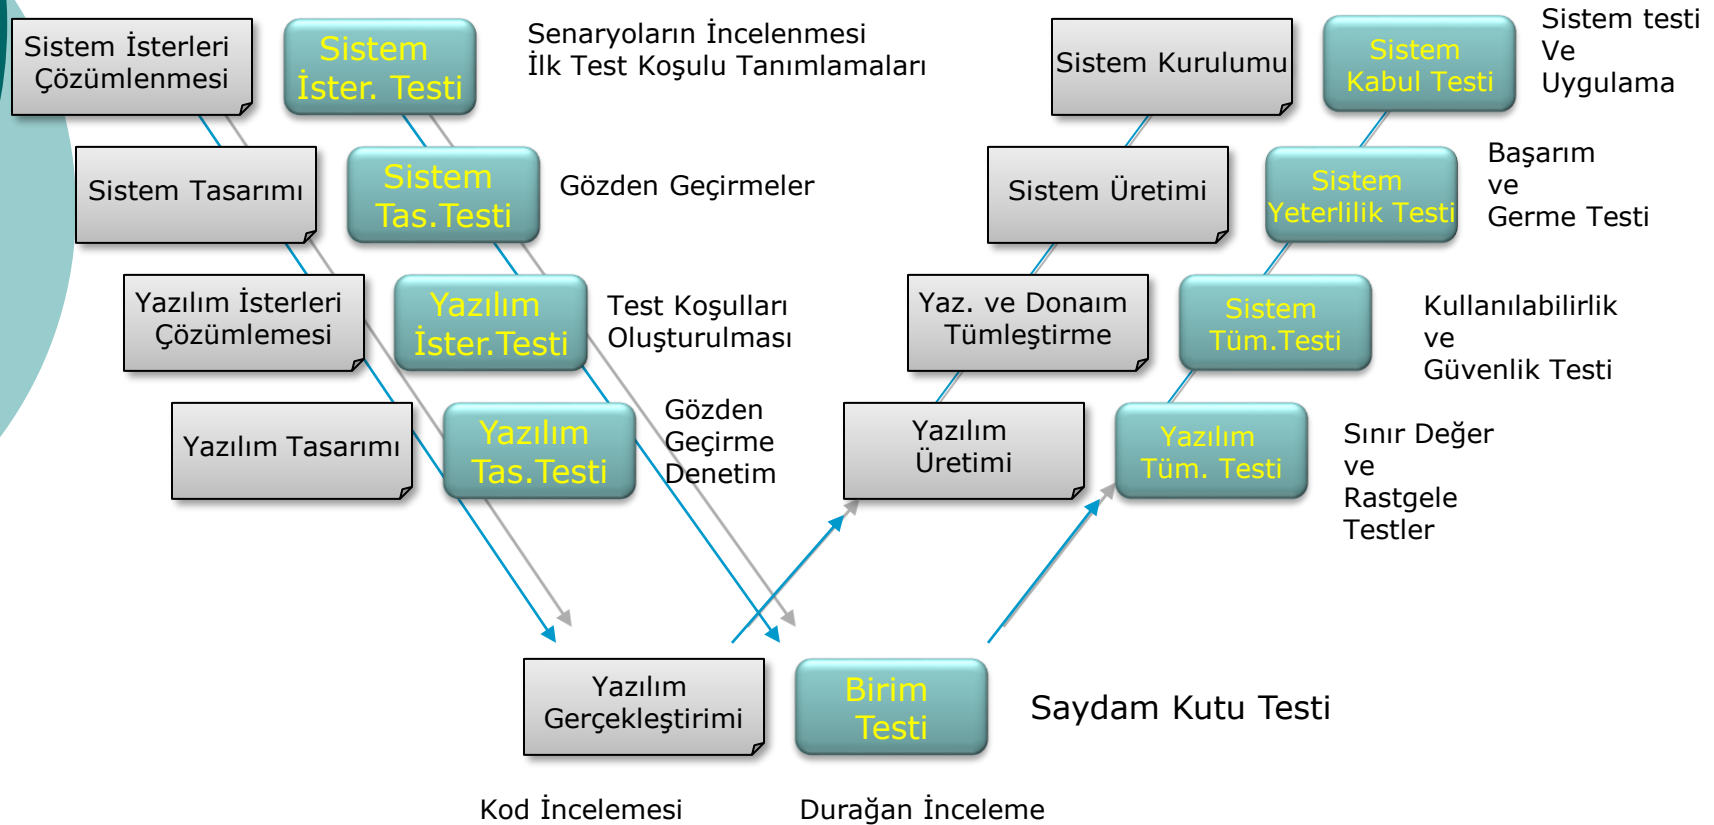 Sistem İsterleri
Çözümlenmesi
Sistem
İster. Testi
Senaryoların İncelenmesi
İlk Test Koşulu Tanımlamaları
Sistem Kurulumu
Sistem
Kabul Testi
Sistem testi
Ve
Uygulama
Sistem Tasarımı
Sistem
Tas.Testi
Gözden Geçirmeler
Sistem Üretimi
Sistem
Yeterlilik Testi
Başarım
ve
Germe Testi
Yazılım İsterleri
Çözümlemesi
Yazılım
İster.Testi
Test Koşulları
Oluşturulması
Yaz. ve Donaım
Tümleştirme
Sistem
Tüm.Testi
Kullanılabilirlik
ve
Güvenlik Testi
Yazılım Tasarımı
Yazılım
Tas.Testi
Gözden
Geçirme
Denetim
Yazılım
Üretimi
Yazılım
Tüm. Testi
Sınır Değer
ve
Rastgele
Testler
Yazılım
Gerçekleştirimi
Birim
Testi
Saydam Kutu Testi
Kod İncelemesi
Durağan İnceleme